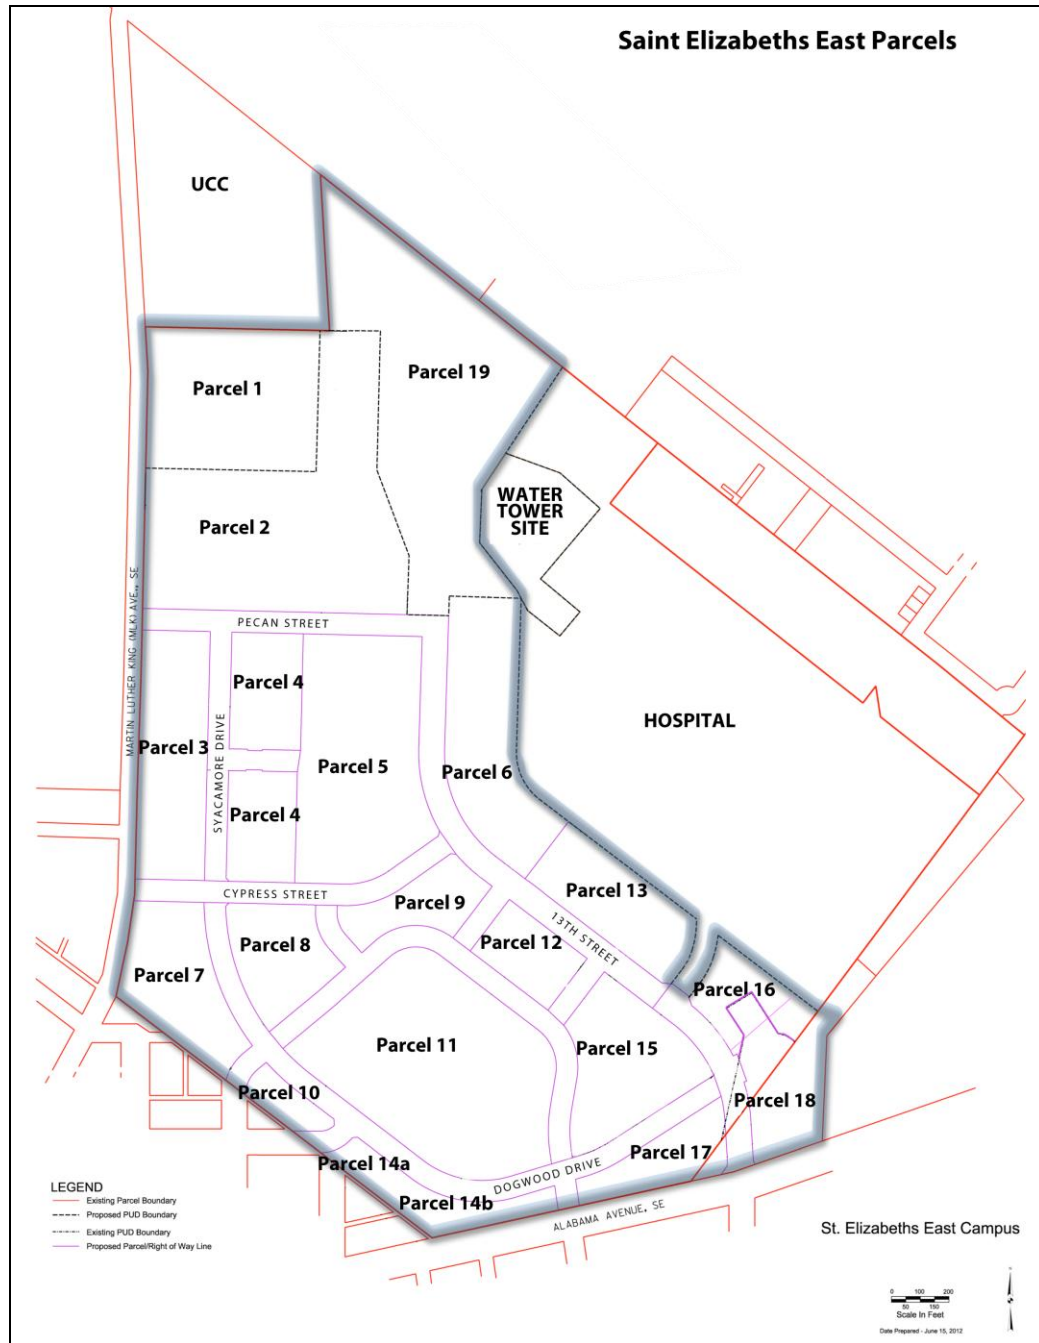 Saint Elizabeths East Parcels
UCC
Parcel 1
Parcel 19
WATER
TOWER
SITE
Parcel 2
MARTIN LUTHER KING (MLK) AVE., SE
PECAN STREET
Parcel 4
HOSPITAL
Parcel 3
SYACAMORE DRIVE
Parcel 5
Parcel 6
Parcel 4
CYPRESS STREET
Parcel 13
Parcel 9
13TH STREET
Parcel 8
Parcel 12
Parcel 7
Parcel 16
Parcel 11
Parcel 15
Parcel 10
Parcel 18
Parcel 17
Parcel 14a
DOGWOOD DRIVE
Parcel 14b
ALABAMA AVENUE, SE
LEGEND
Existing Parcel Boundary
Proposed PUD Boundary
Existing PUD Boundary
Proposed Parcel/Right of Way Line
St. Elizabeths East Campus
0 100 200
50 150
Scale In Feet
Date Prepared - June 15, 2012